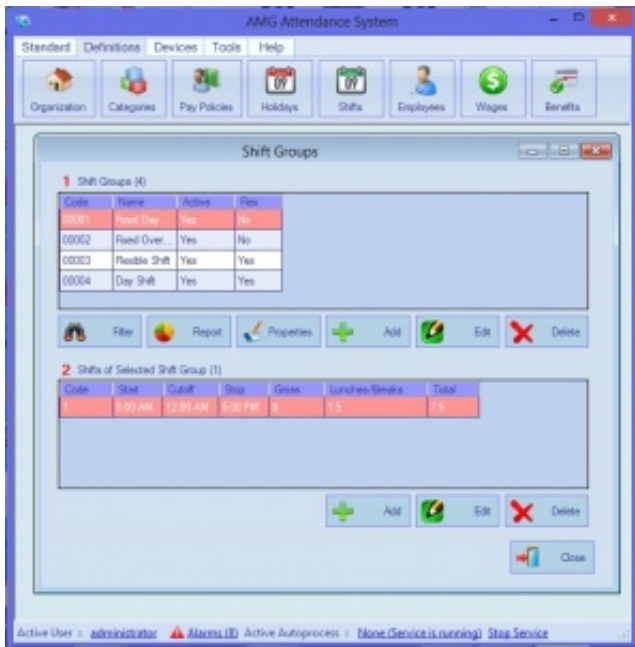 AMG Attendance System
Standard Definitions Devices Tools Help
Organization Categories Pay Policies Holidays Shifts Employees Wages Benefits
Shift Groups
1 Shift Groups (4)
Code Name Active Flex
00001 Fixed Day ... Yes No
00002 Fixed Over... Yes No
00003 Flexible Shift Yes Yes
00004 Day Shift Yes Yes
Filter Report Properties Add Edit Delete
2 Shifts of Selected Shift Group (1)
Code Start Cutoff Stop Gross Lunches/Breaks Total
1 8:00 AM 12:00 AM 5:00 PM 9 1.5 7.5
Add Edit Delete
Close
Active User : administrator Alarms Active Autoprocess : None (Service is running) Stop Service